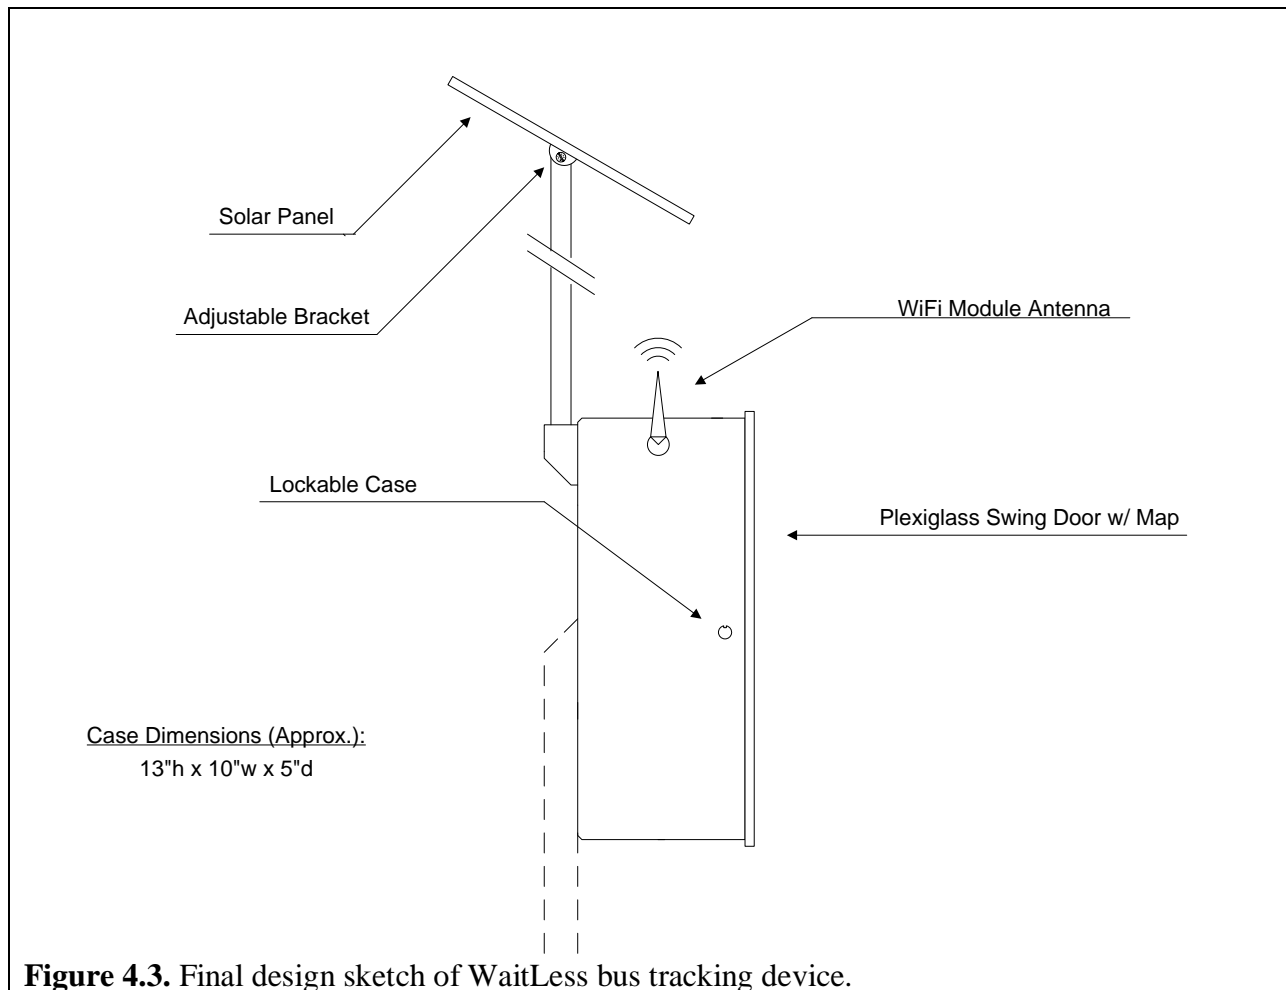 Solar Panel
Adjustable Bracket
WiFi Module Antenna
Lockable Case
Plexiglass Swing Door w/ Map
Case Dimensions (Approx.):
13"h x 10"w x 5"d
Figure 4.3. Final design sketch of WaitLess bus tracking device.